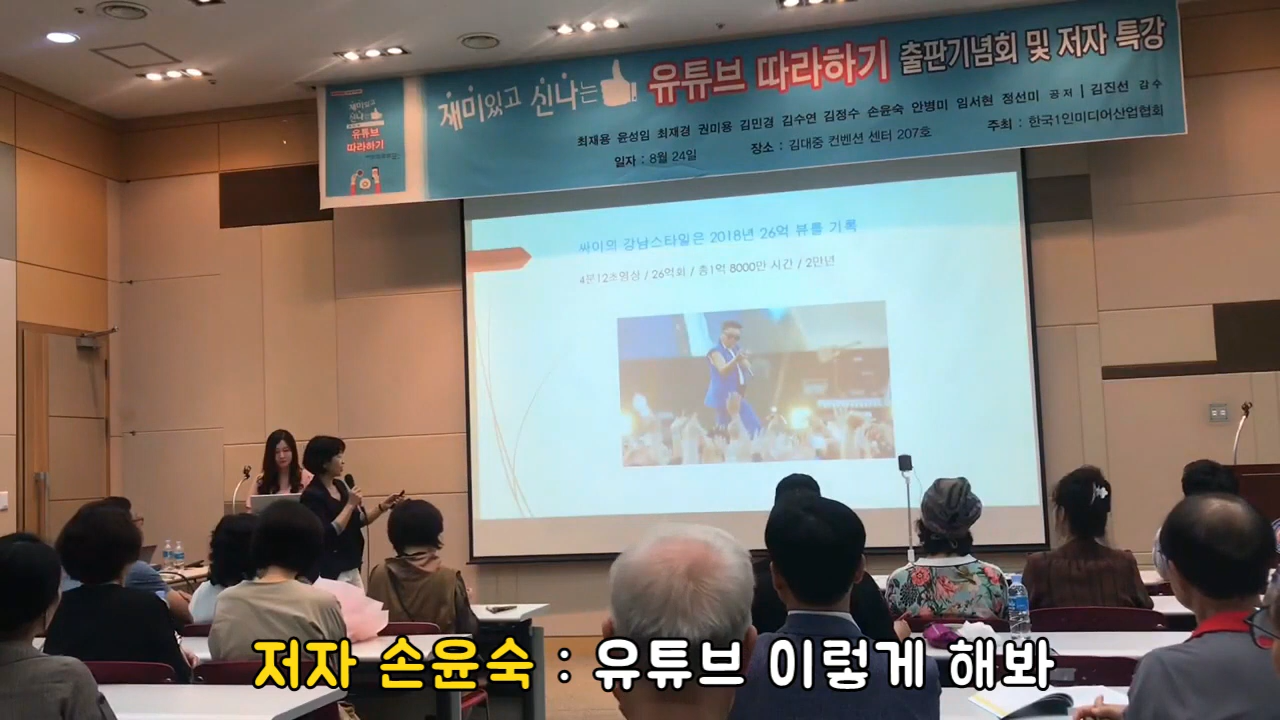 재미있고 신나는 유튜브 따라하기 출판기념회 및 저자 특강
최재용 윤성임 최재경 권미용 김민경 김수연 김정수 손윤숙 안병미 임서현 정선미 공저 | 김진선 감수
일자 : 8월 24일 장소 : 김대중 컨벤션 센터 207호 주최 : 한국1인미디어산업협회
재미있고
신나는
유튜브
따라하기
싸이의 강남스타일은 2018년 26억 뷰를 기록
4분12초영상 / 26억회 / 총1억 8000만 시간 / 2만년
저자 손윤숙 : 유튜브 이렇게 해봐